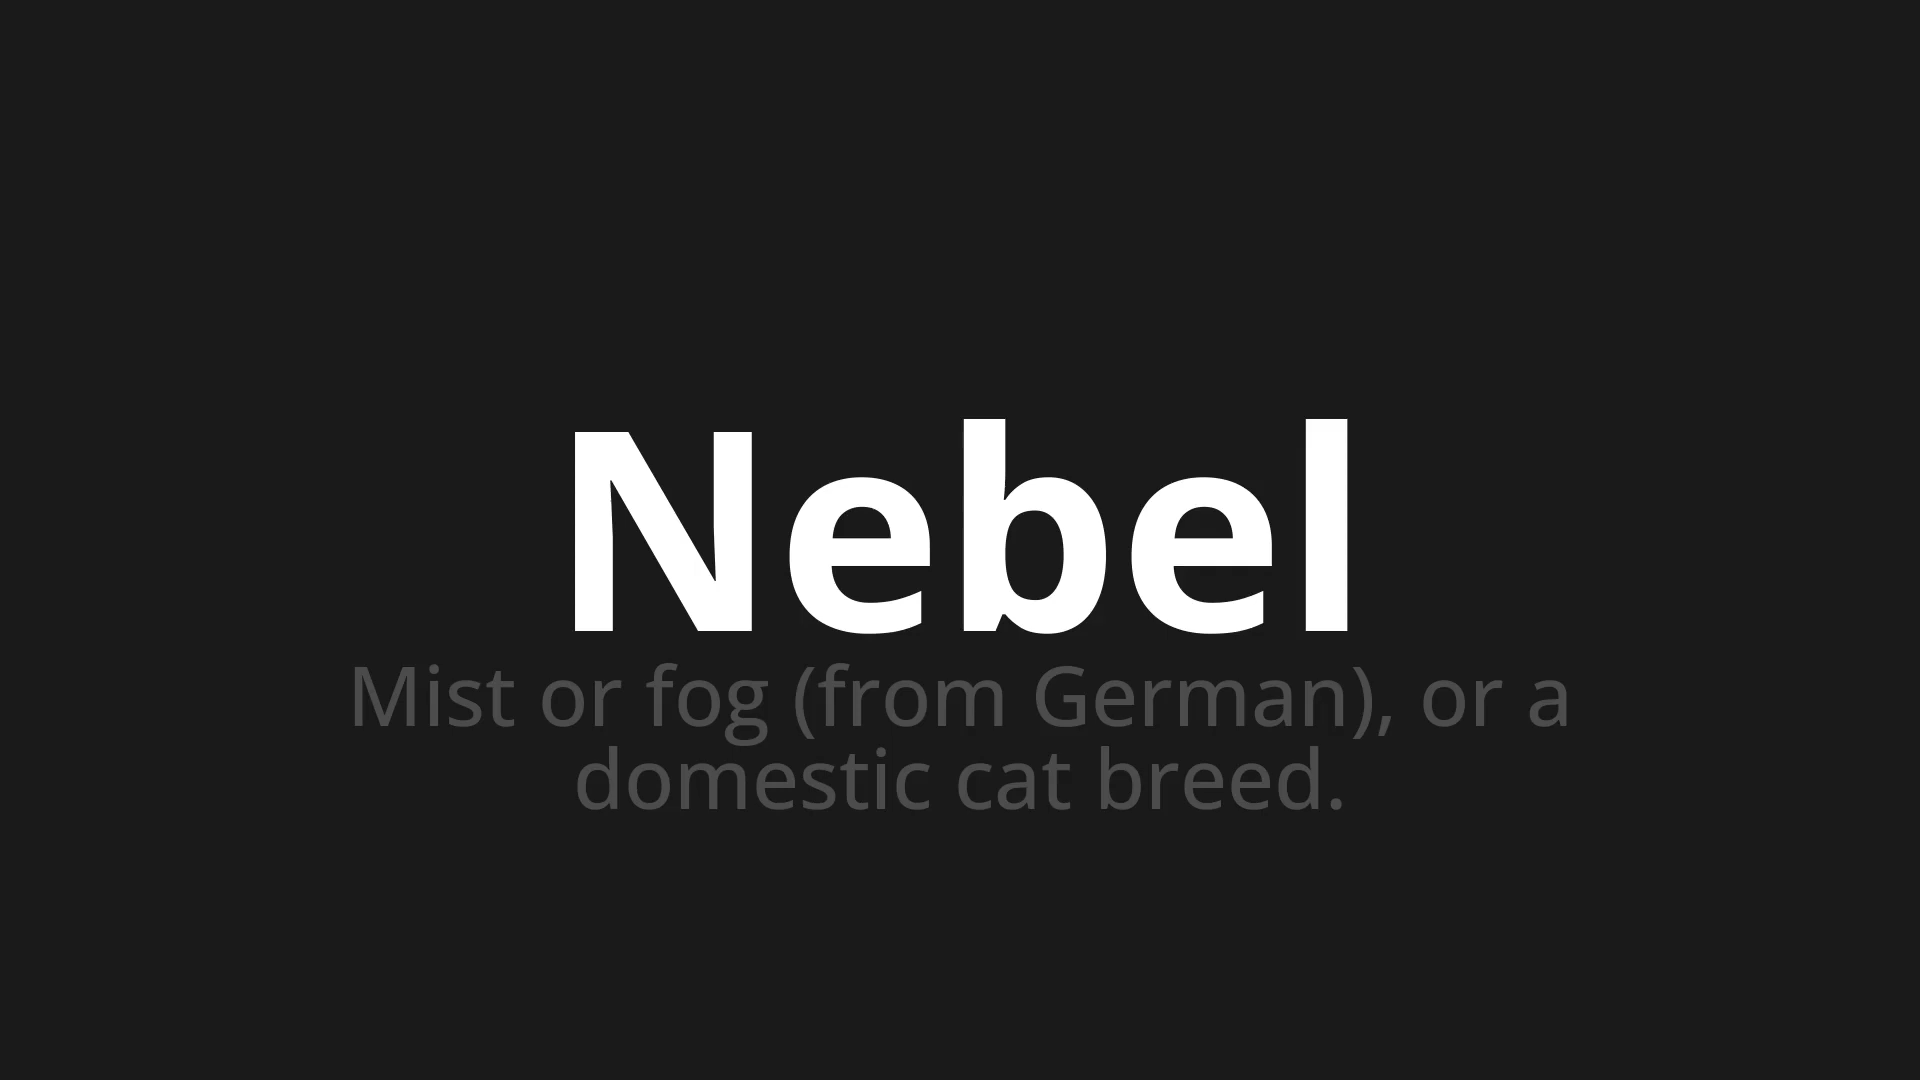 Nebel
Mist or fog (from German), or a
domestic cat breed.